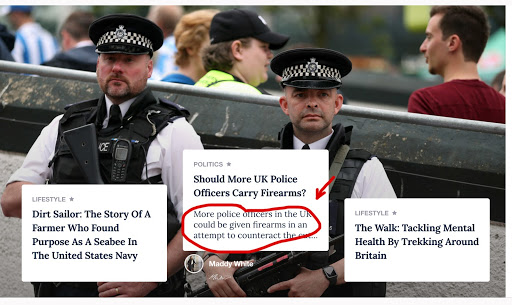 LIFESTYLE ★
Dirt Sailor: The Story Of A
Farmer Who Found
Purpose As A Seabee In
The United States Navy
POLITICS ★
Should More UK Police
Officers Carry Firearms?
More police officers in the UK
could be given firearms in an
attempt to counteract the
Maddy White
LIFESTYLE ★
The Walk: Tackling Mental
Health By Trekking Around
Britain